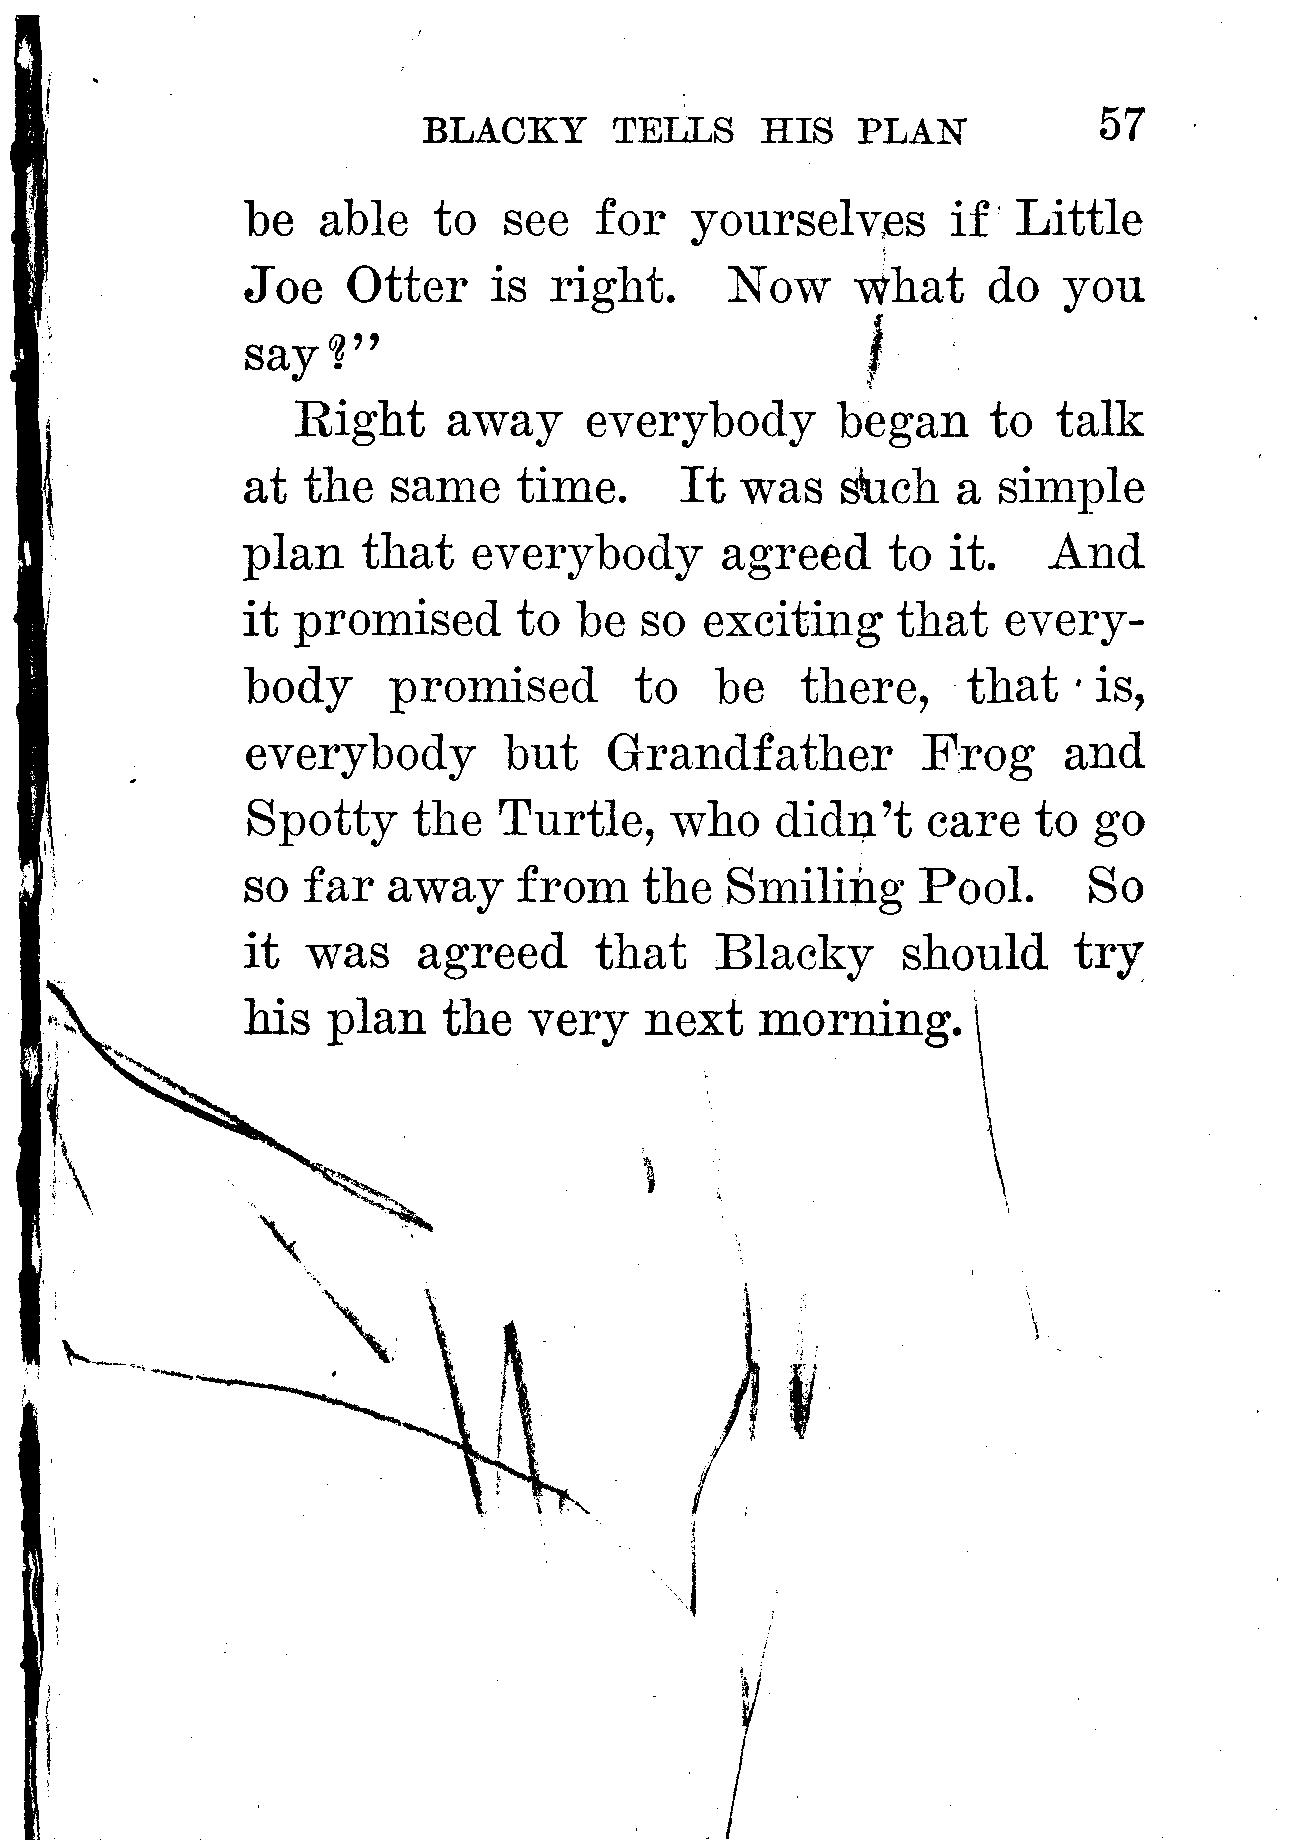 BLACKY TELLS HIS PLAN 57
be able to see for yourselves if Little
Joe Otter is right. Now what do you
say?”
Right away everybody began to talk
at the same time. It was such a simple
plan that everybody agreed to it. And
it promised to be so exciting that every-
body promised to be there, that is,
everybody but Grandfather Frog and
Spotty the Turtle, who didn’t care to go
so far away from the Smiling Pool. So
it was agreed that Blacky should try
his plan the very next morning.